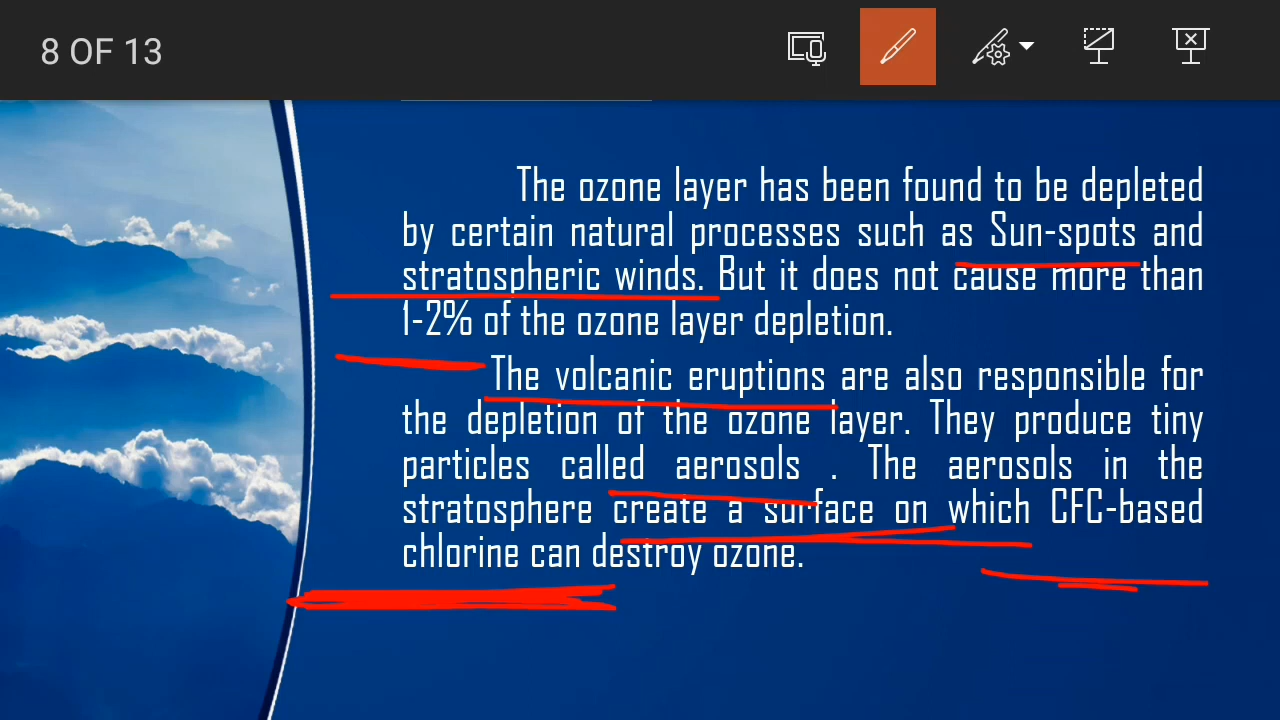 8 OF 13
The ozone layer has been found to be depleted
by certain natural processes such as Sun-spots and
stratospheric winds. But it does not cause more than
1-2% of the ozone layer depletion.
The volcanic eruptions are also responsible for
the depletion of the ozone layer. They produce tiny
particles called aerosols . The aerosols in the
stratosphere create a surface on which CFC-based
chlorine can destroy ozone.